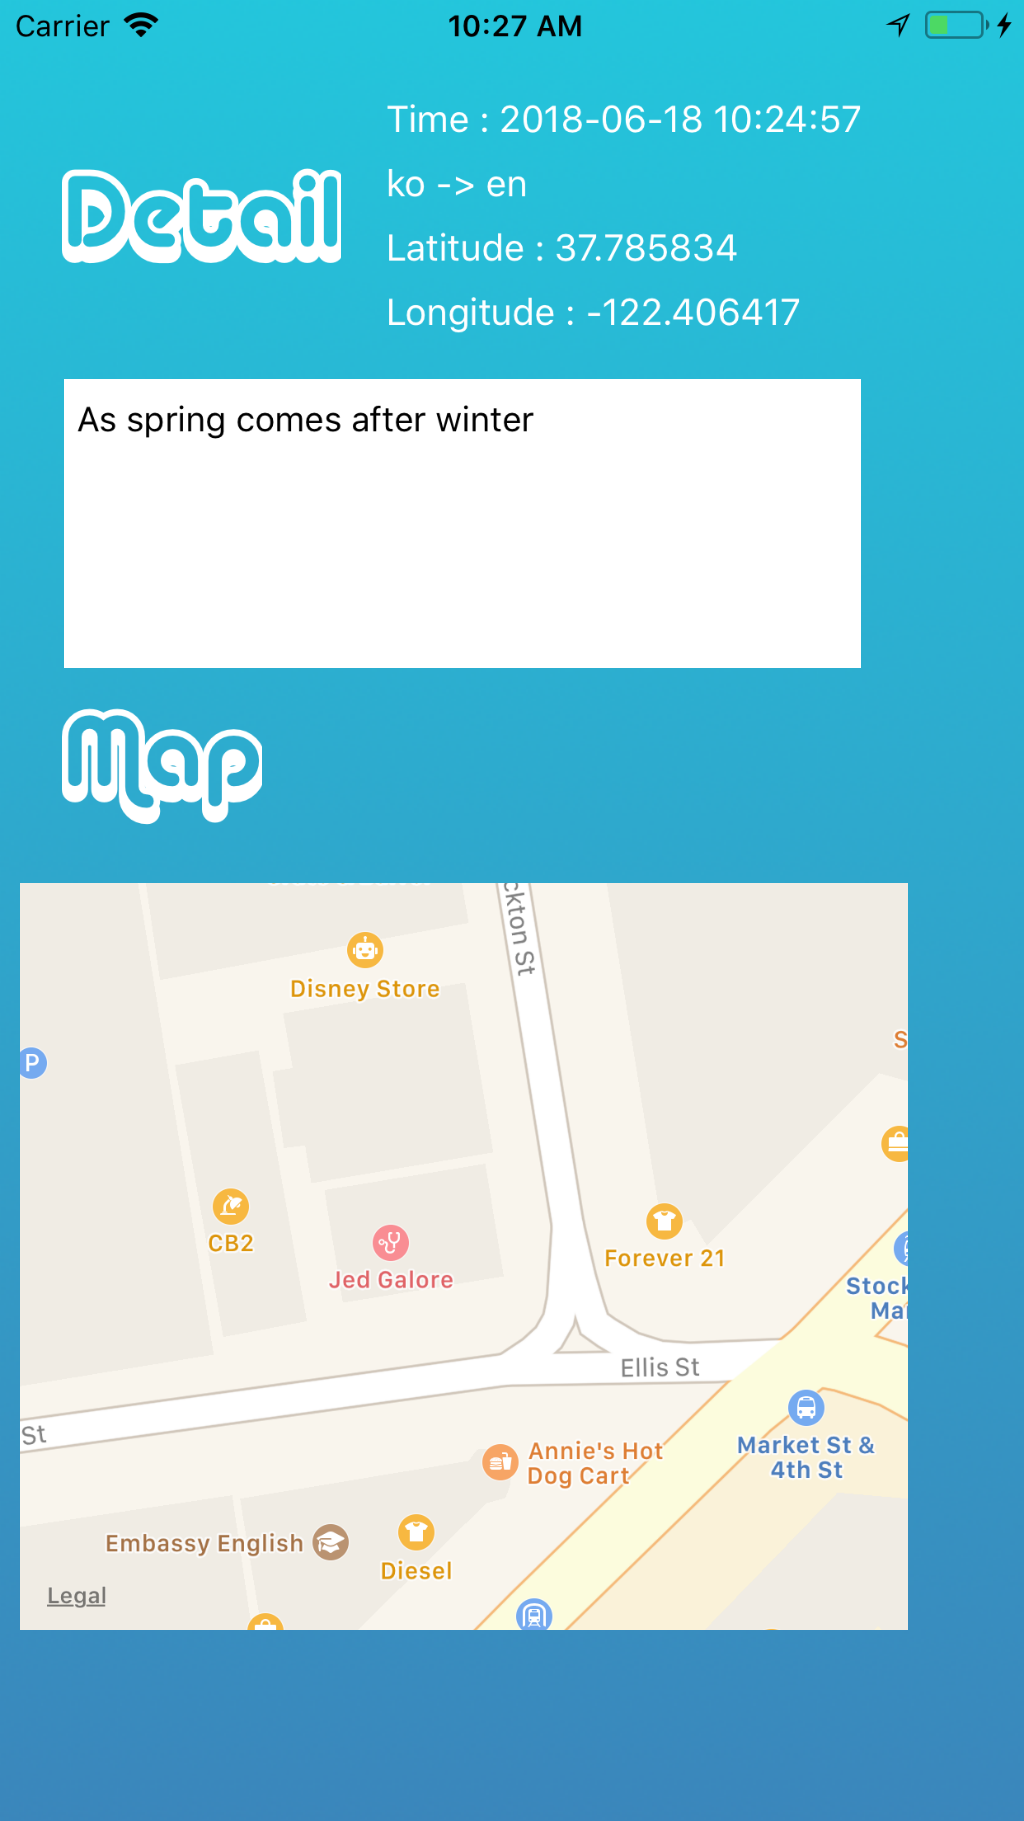 Carrier 10:27 AM
Time : 2018-06-18 10:24:57
ko -> en
Detail
Latitude : 37.785834
Longitude : -122.406417
As spring comes after winter
Map
ckton St
Disney Store
S
P
CB2
Jed Galore
Forever 21
Stock
Mar
Ellis St
St
Market St &
4th St
Annie's Hot
Dog Cart
Embassy English
Diesel
Legal